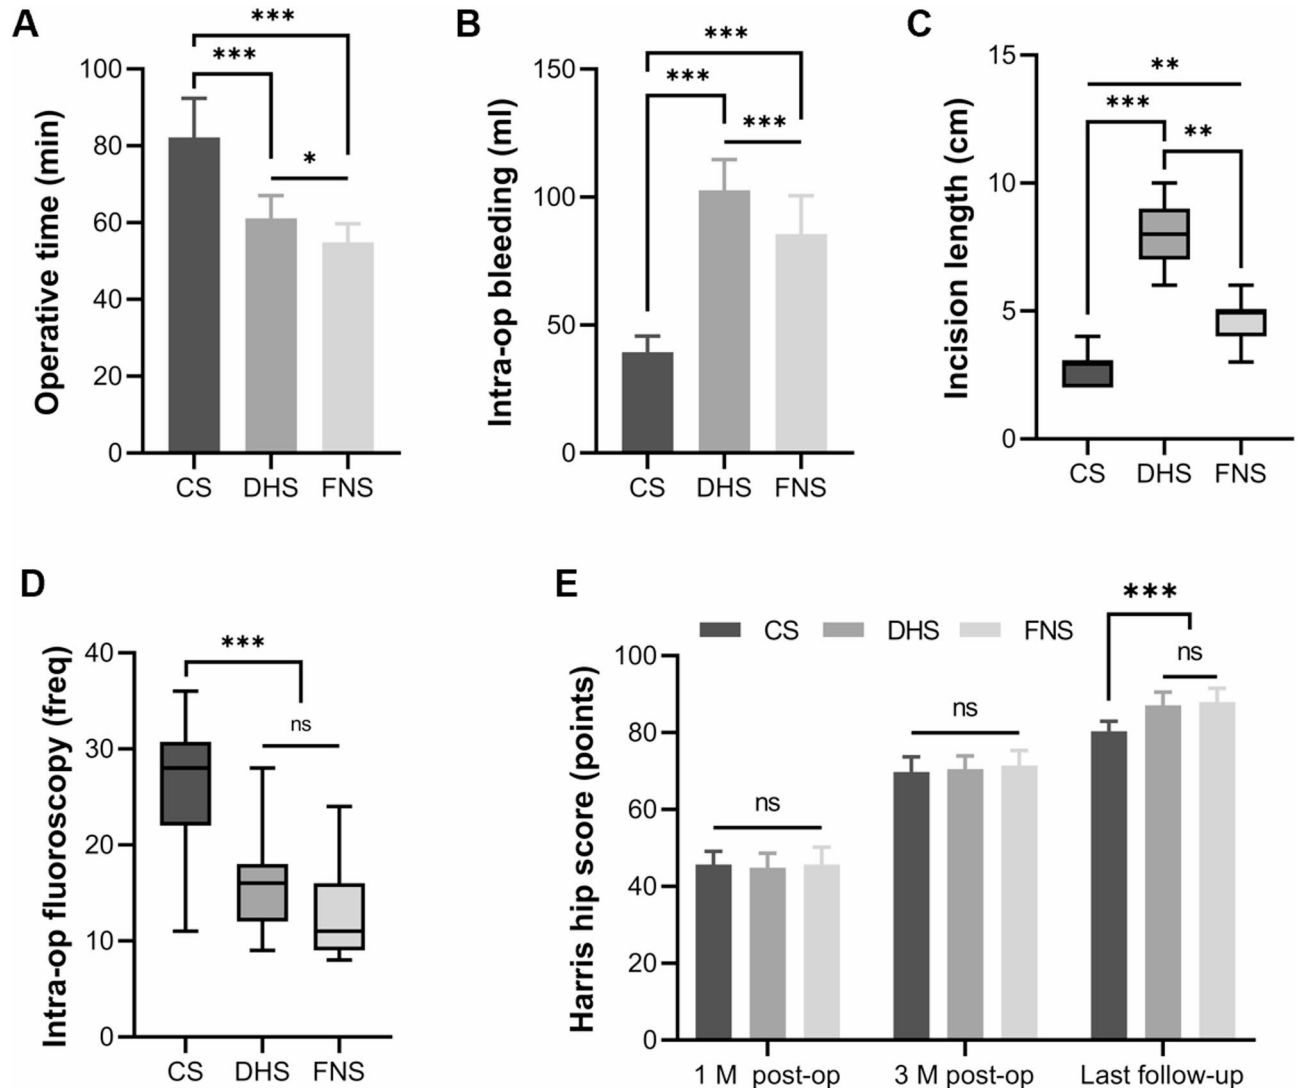 A
***
***
*
Operative time (min)
100
80
60
40
20
0
CS DHS FNS
B
***
***
***
Intra-op bleeding (ml)
150
100
50
0
CS DHS FNS
C
**
***
**
Incision length (cm)
15
10
5
0
CS DHS FNS
D
***
ns
Intra-op fluoroscopy (freq)
40
30
20
10
0
CS DHS FNS
E
CS DHS FNS
***
ns
ns
ns
Harris hip score (points)
100
80
60
40
20
0
1 M post-op 3 M post-op Last follow-up